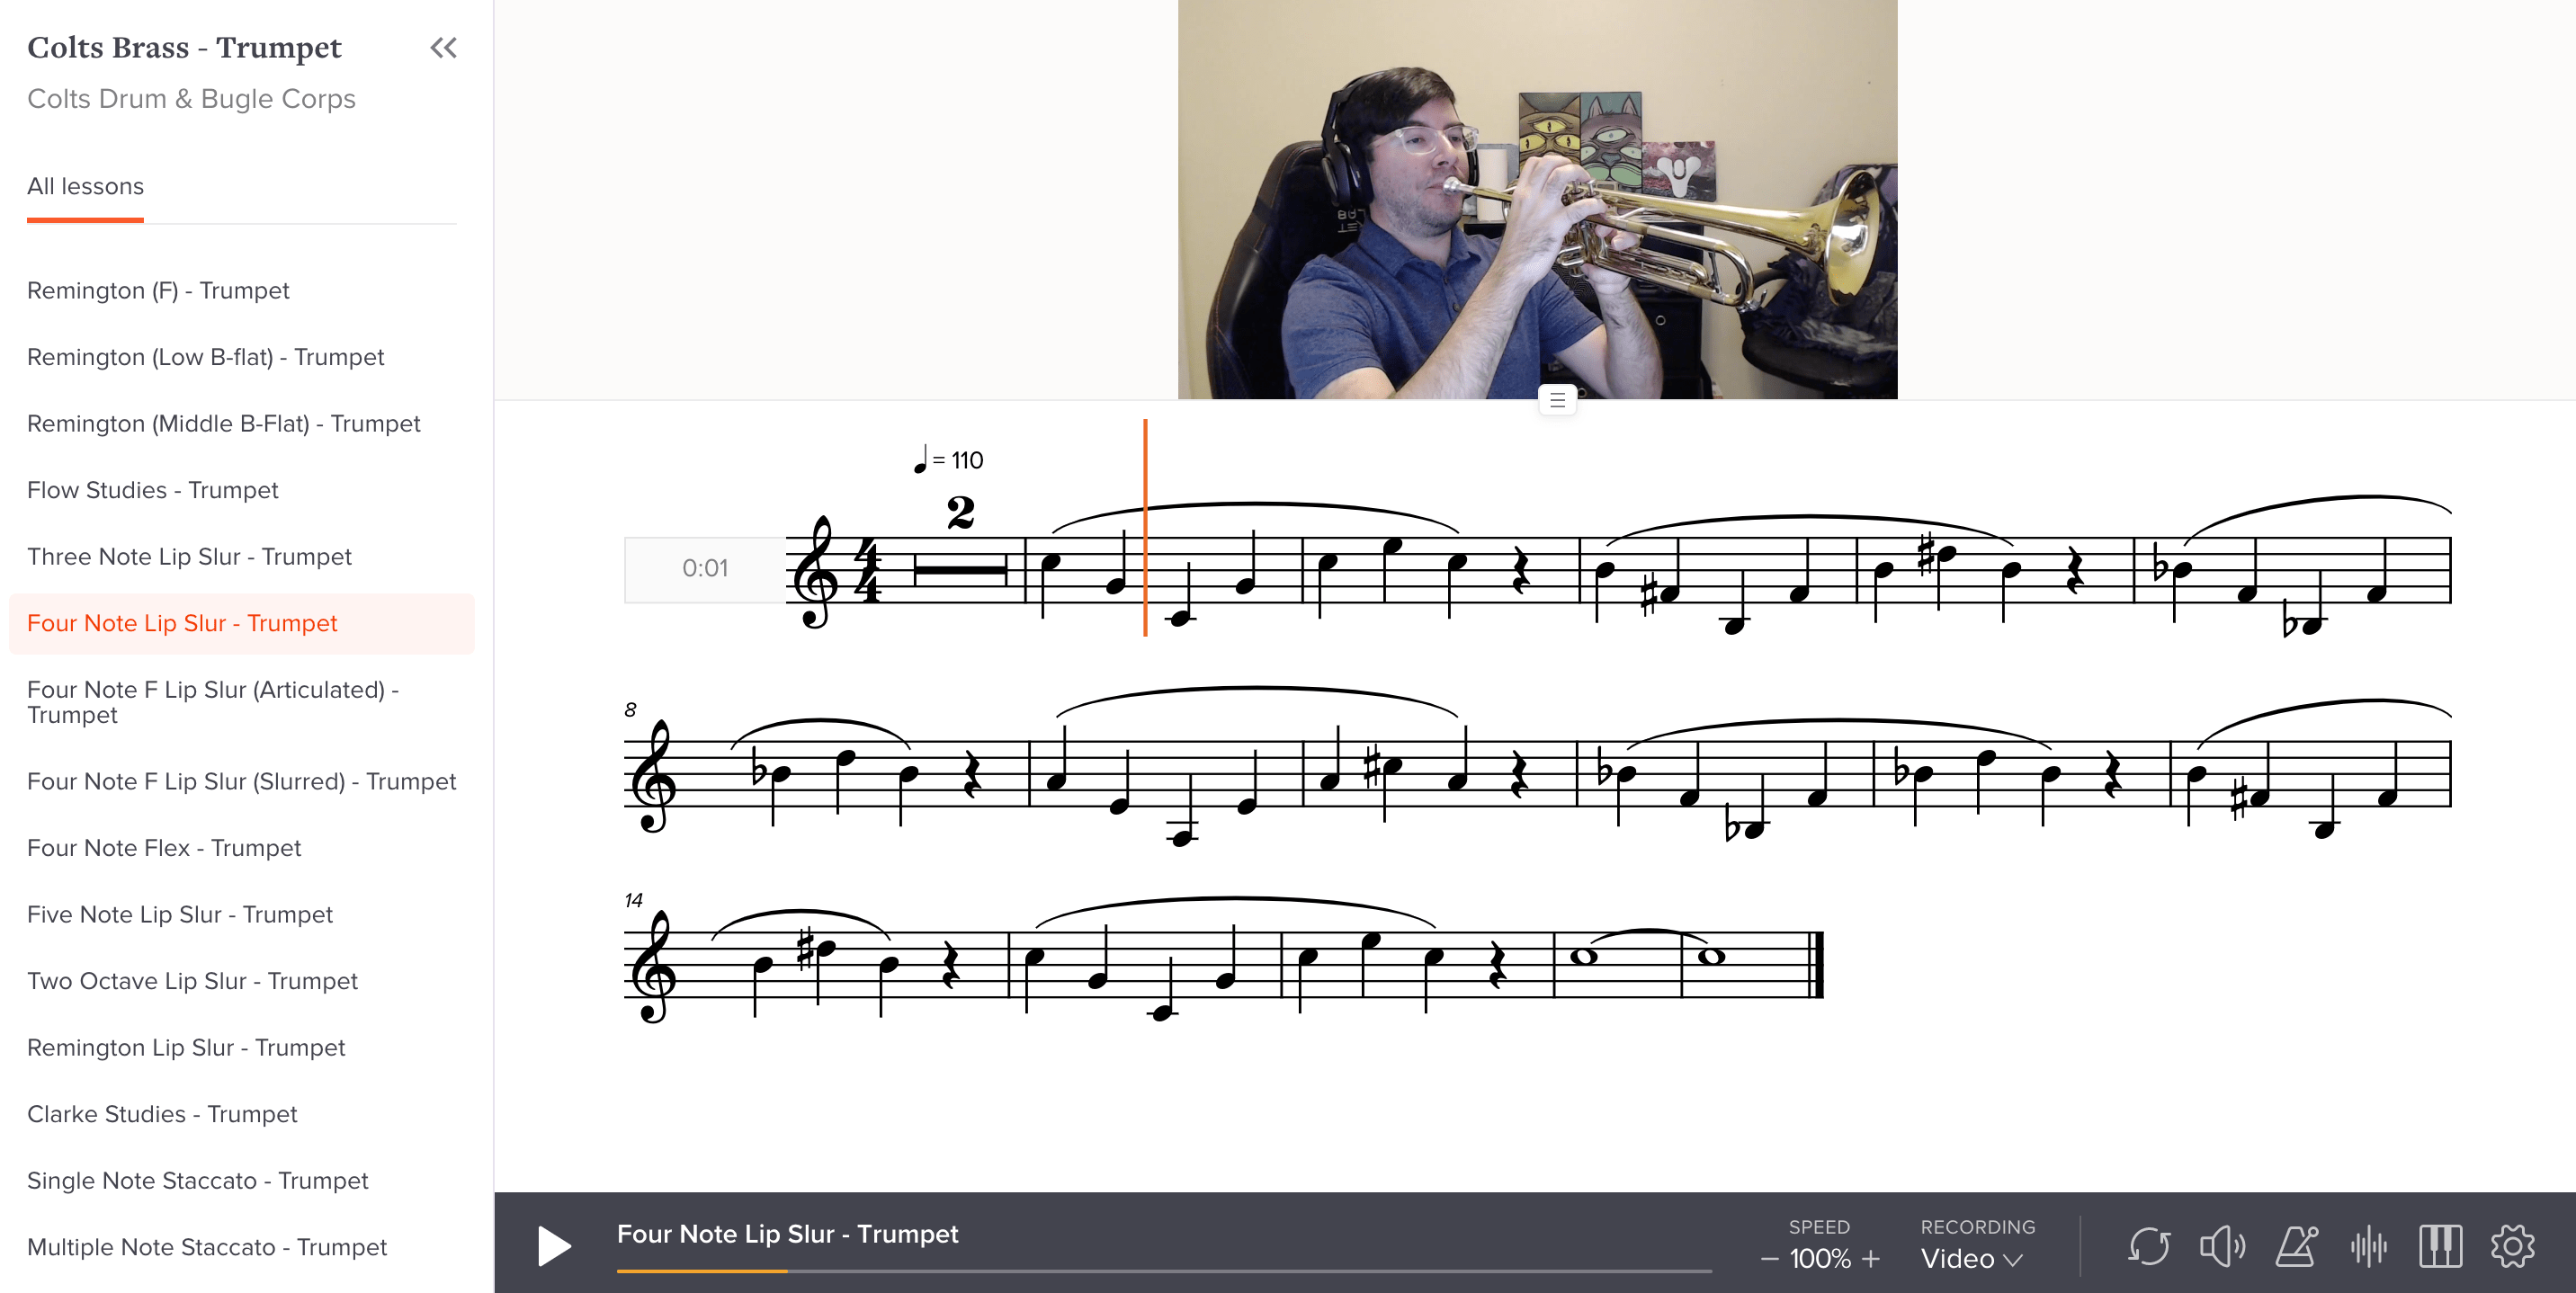 Colts Brass - Trumpet
Colts Drum & Bugle Corps
All lessons
Remington (F) - Trumpet
Remington (Low B-flat) - Trumpet
Remington (Middle B-Flat) - Trumpet
Flow Studies - Trumpet
Three Note Lip Slur - Trumpet
Four Note Lip Slur - Trumpet
Four Note F Lip Slur (Articulated) -
Trumpet
Four Note F Lip Slur (Slurred) - Trumpet
Four Note Flex - Trumpet
Five Note Lip Slur - Trumpet
Two Octave Lip Slur - Trumpet
Remington Lip Slur - Trumpet
Clarke Studies - Trumpet
Single Note Staccato - Trumpet
Multiple Note Staccato - Trumpet
= 110
2
0:01
4
4
8
14
Four Note Lip Slur - Trumpet
SPEED
− 100% +
RECORDING
Video